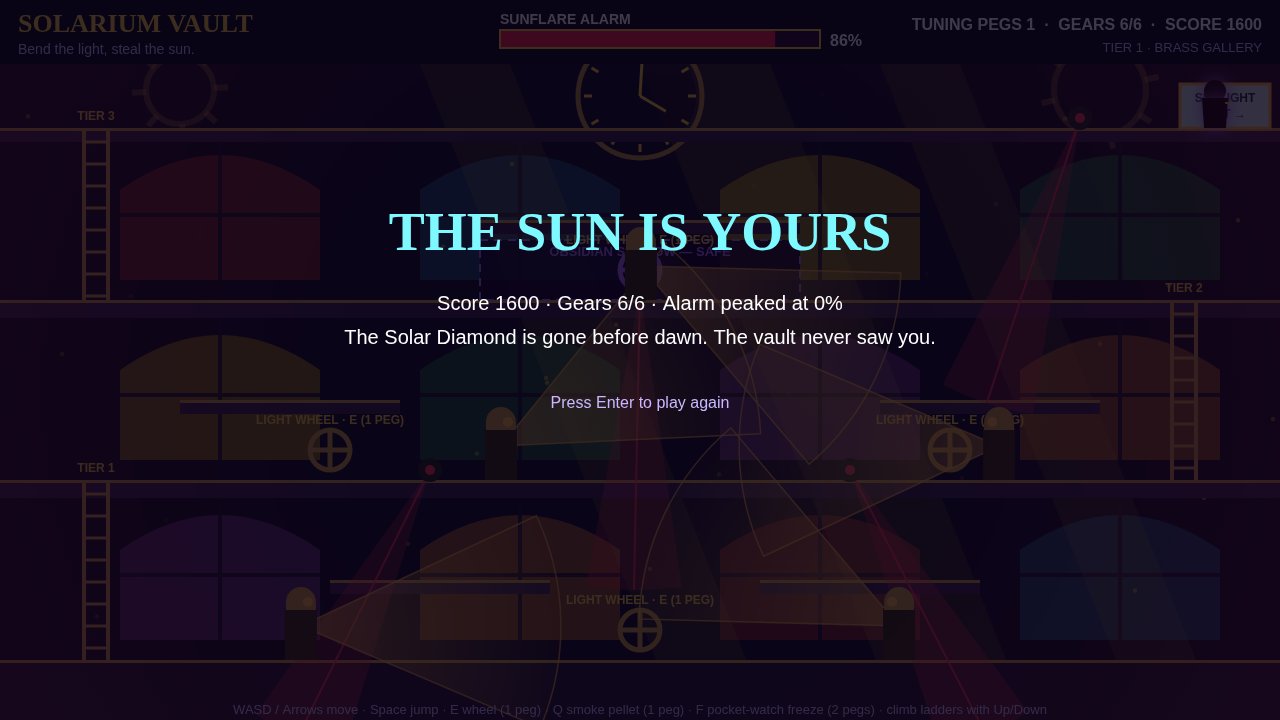 SOLARIUM VAULT
Bend the light, steal the sun.
SUNFLARE ALARM
86%
TUNING PEGS 1 · GEARS 6/6 · SCORE 1600
TIER 1 · BRASS GALLERY
TIER 3
THE SUN IS YOURS
TIER 2
Score 1600 · Gears 6/6 · Alarm peaked at 0%
The Solar Diamond is gone before dawn. The vault never saw you.
Press Enter to play again
LIGHT WHEEL · E (1 PEG)
LIGHT WHEEL · E (
TIER 1
LIGHT WHEEL · E (1 PEG)
WASD / Arrows move · Space jump · E wheel (1 peg) · Q smoke pellet (1 peg) · F pocket-watch freeze (2 pegs) · climb ladders with Up/Down